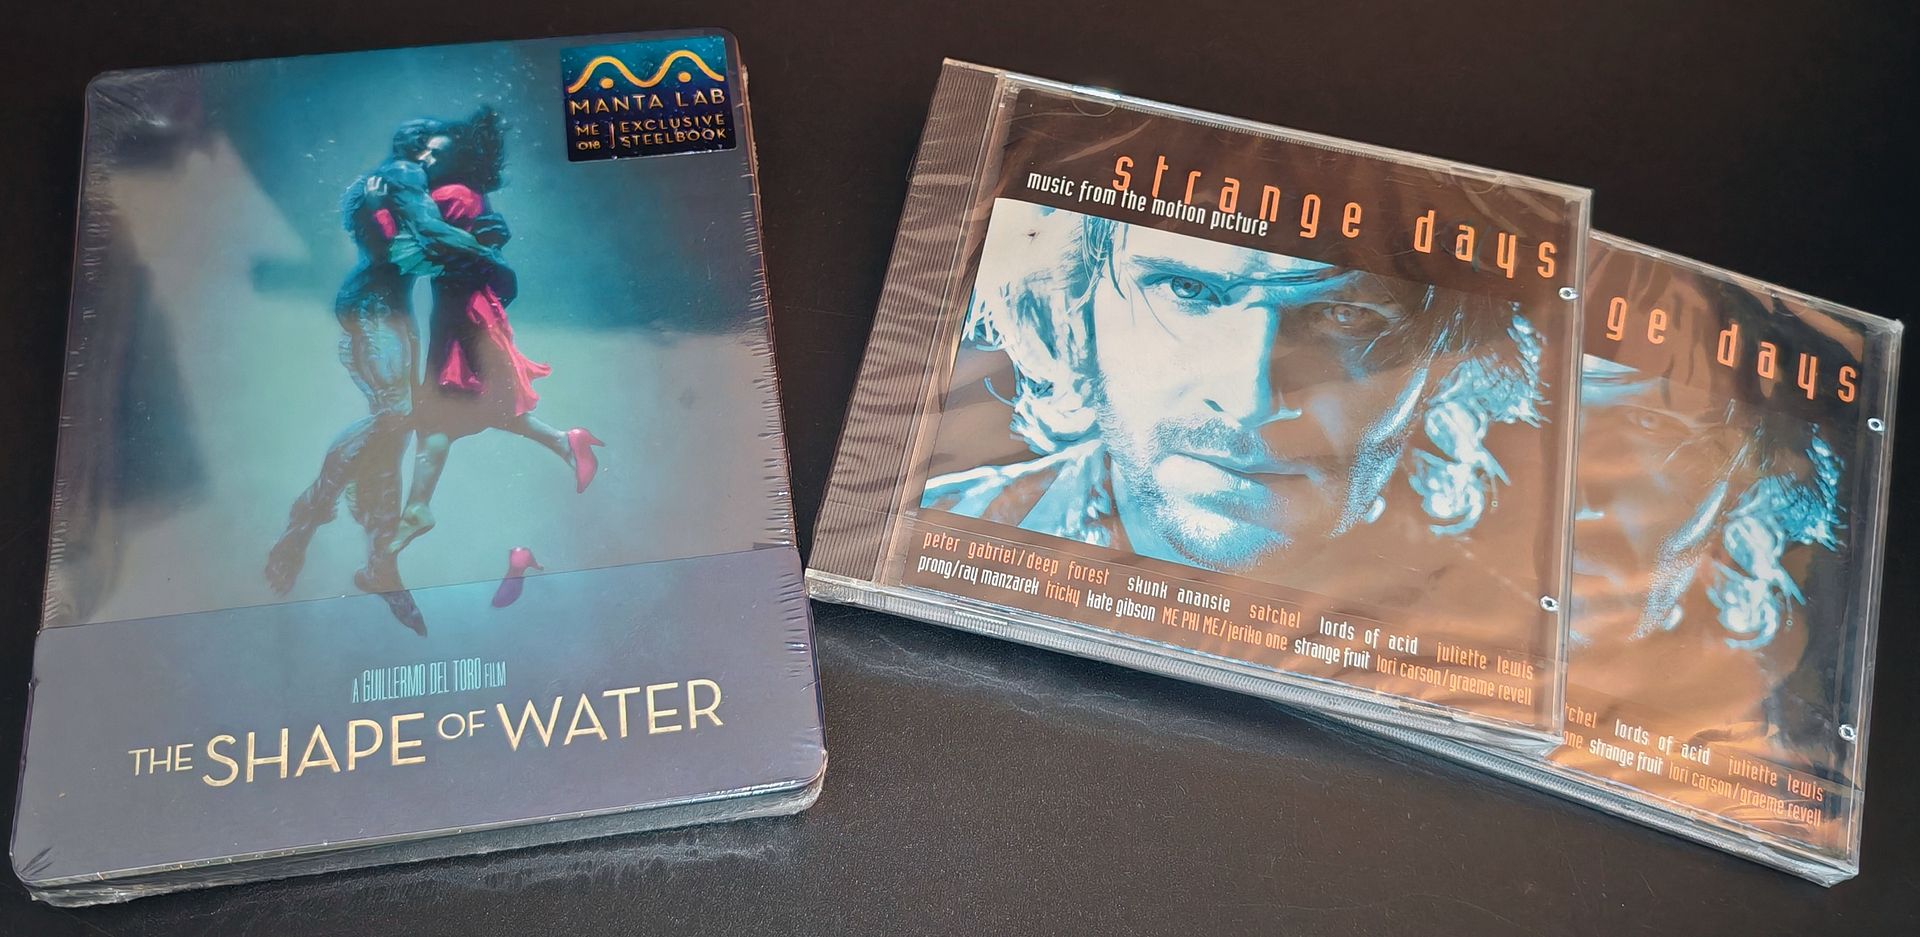 MANTA LAB
ME 018 | EXCLUSIVE STEELBOOK
A GUILLERMO DEL TORO FILM
THE SHAPE OF WATER
strange days
music from the motion picture
peter gabriel/deep forest skunk anansie satchel lords of acid juliette lewis
prong/ray manzarek tricky kate gibson ME PHI ME/jeriko one strange fruit lori carson/graeme revell
ge days
tchel lords of acid juliette lewis
one strange fruit lori carson/graeme revell